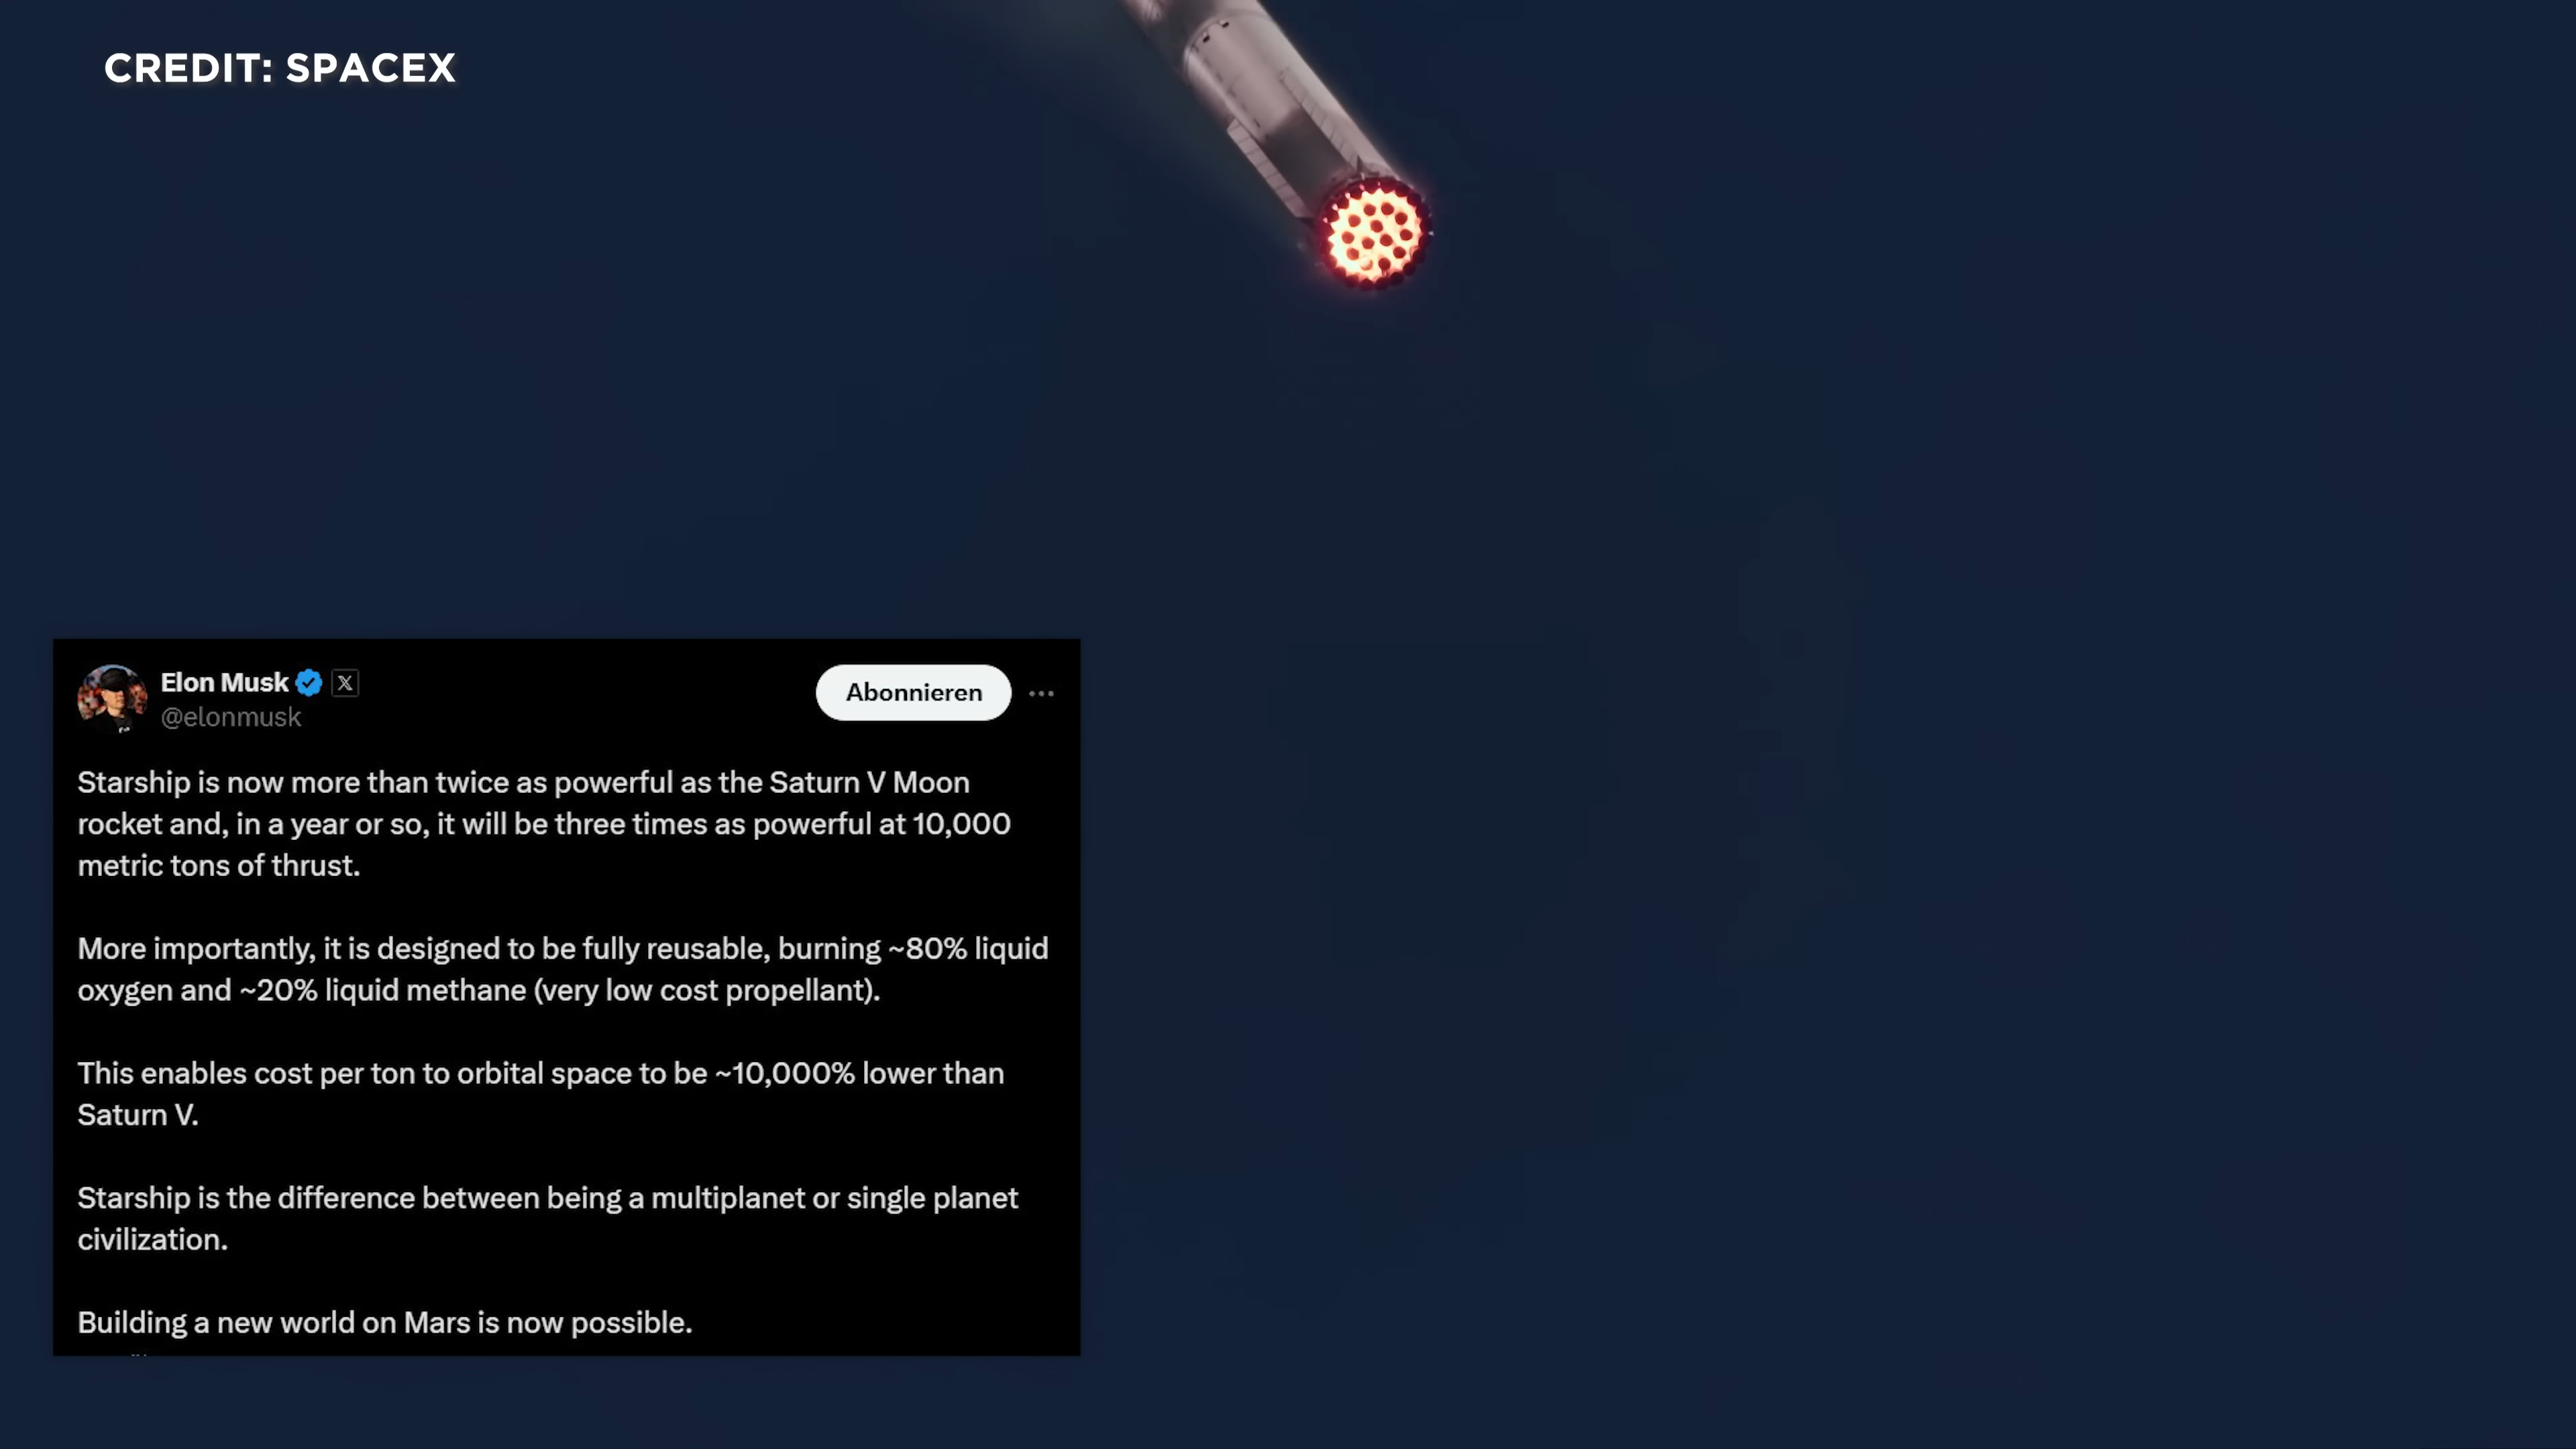 CREDIT: SPACEX
Elon Musk
@elonmusk
Abonnieren
Starship is now more than twice as powerful as the Saturn V Moon
rocket and, in a year or so, it will be three times as powerful at 10,000
metric tons of thrust.
More importantly, it is designed to be fully reusable, burning ~80% liquid
oxygen and ~20% liquid methane (very low cost propellant).
This enables cost per ton to orbital space to be ~10,000% lower than
Saturn V.
Starship is the difference between being a multiplanet or single planet
civilization.
Building a new world on Mars is now possible.